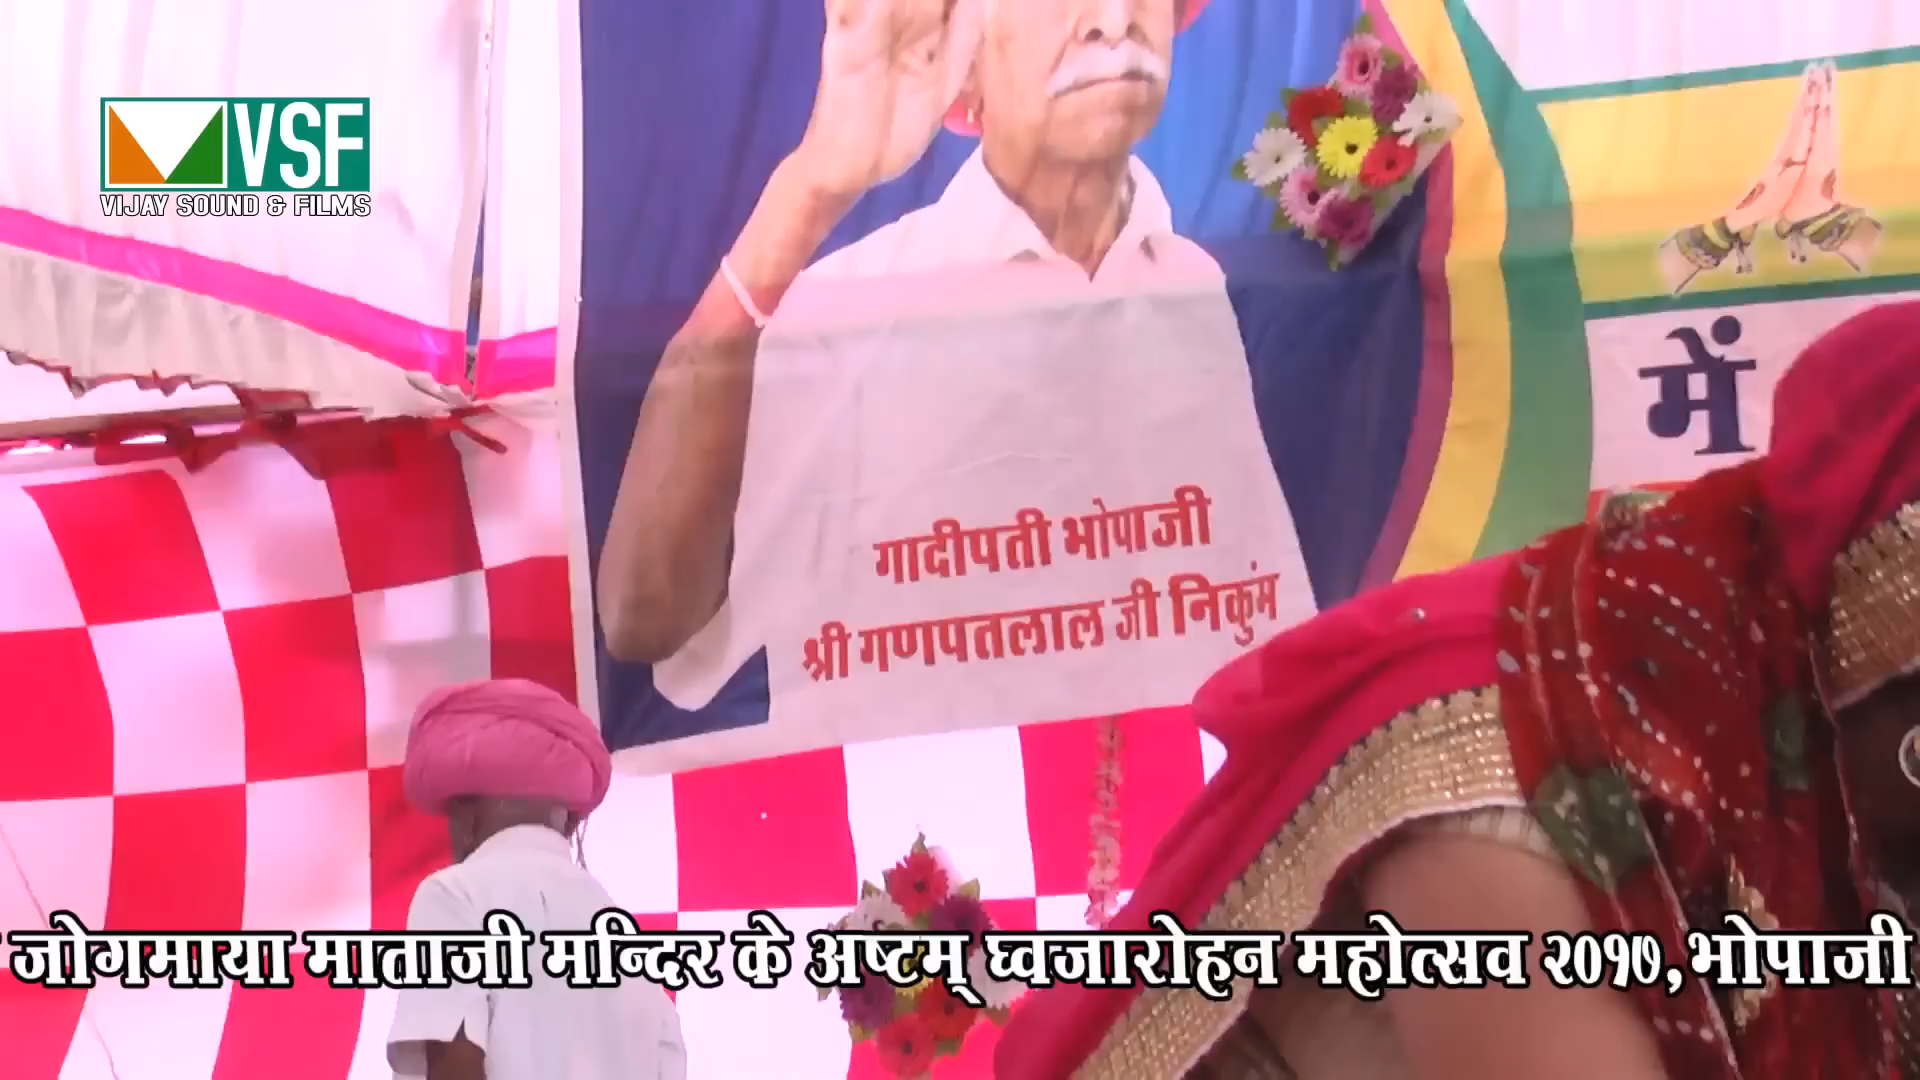 VSF
VIJAY SOUND & FILMS
में
गादीपती भोपाजी
श्री गणपतलाल जी निकुंम
जोगमाया माताजी मन्दिर के अष्टम् घ्वजारोहन महोत्सव २०१७,भोपाजी